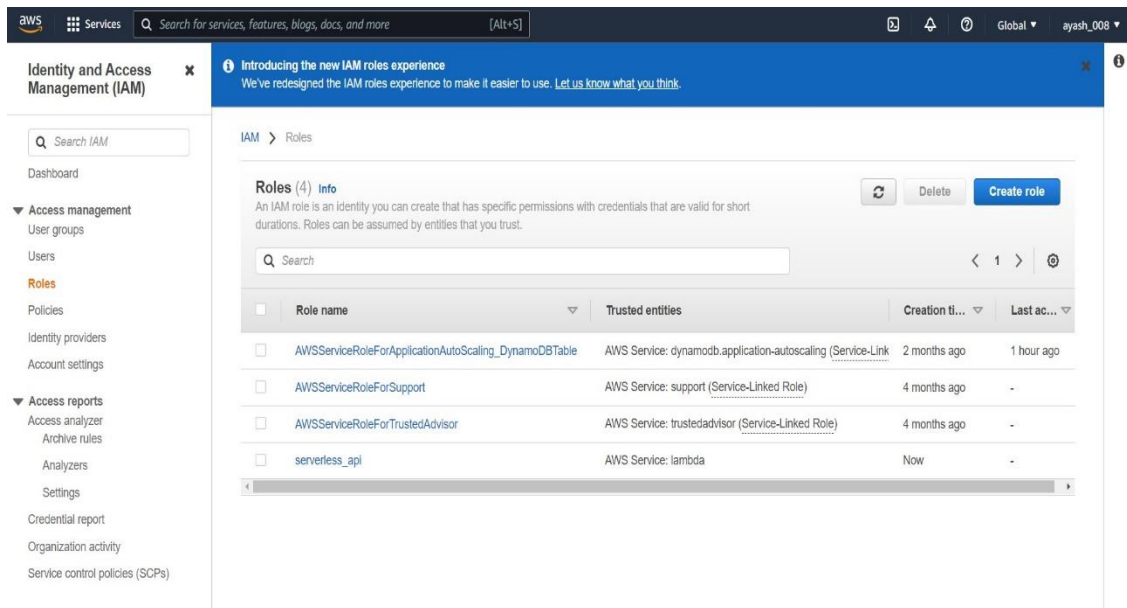 aws
Services
Search for services, features, blogs, docs, and more [Alt+S]
Global ▼
ayash_008 ▼
Identity and Access Management (IAM)
Search IAM
Dashboard
Access management
User groups
Users
Roles
Policies
Identity providers
Account settings
Access reports
Access analyzer
Archive rules
Analyzers
Settings
Credential report
Organization activity
Service control policies (SCPs)
Introducing the new IAM roles experience
We've redesigned the IAM roles experience to make it easier to use. Let us know what you think.
IAM > Roles
Roles (4) Info
An IAM role is an identity you can create that has specific permissions with credentials that are valid for short
durations. Roles can be assumed by entities that you trust.
Delete
Create role
Search
1
Role name Trusted entities Creation ti... Last ac...
AWSServiceRoleForApplicationAutoScaling_DynamoDBTable AWS Service: dynamodb.application-autoscaling (Service-Link 2 months ago 1 hour ago
AWSServiceRoleForSupport AWS Service: support (Service-Linked Role) 4 months ago -
AWSServiceRoleForTrustedAdvisor AWS Service: trustedadvisor (Service-Linked Role) 4 months ago -
serverless_api AWS Service: lambda Now -